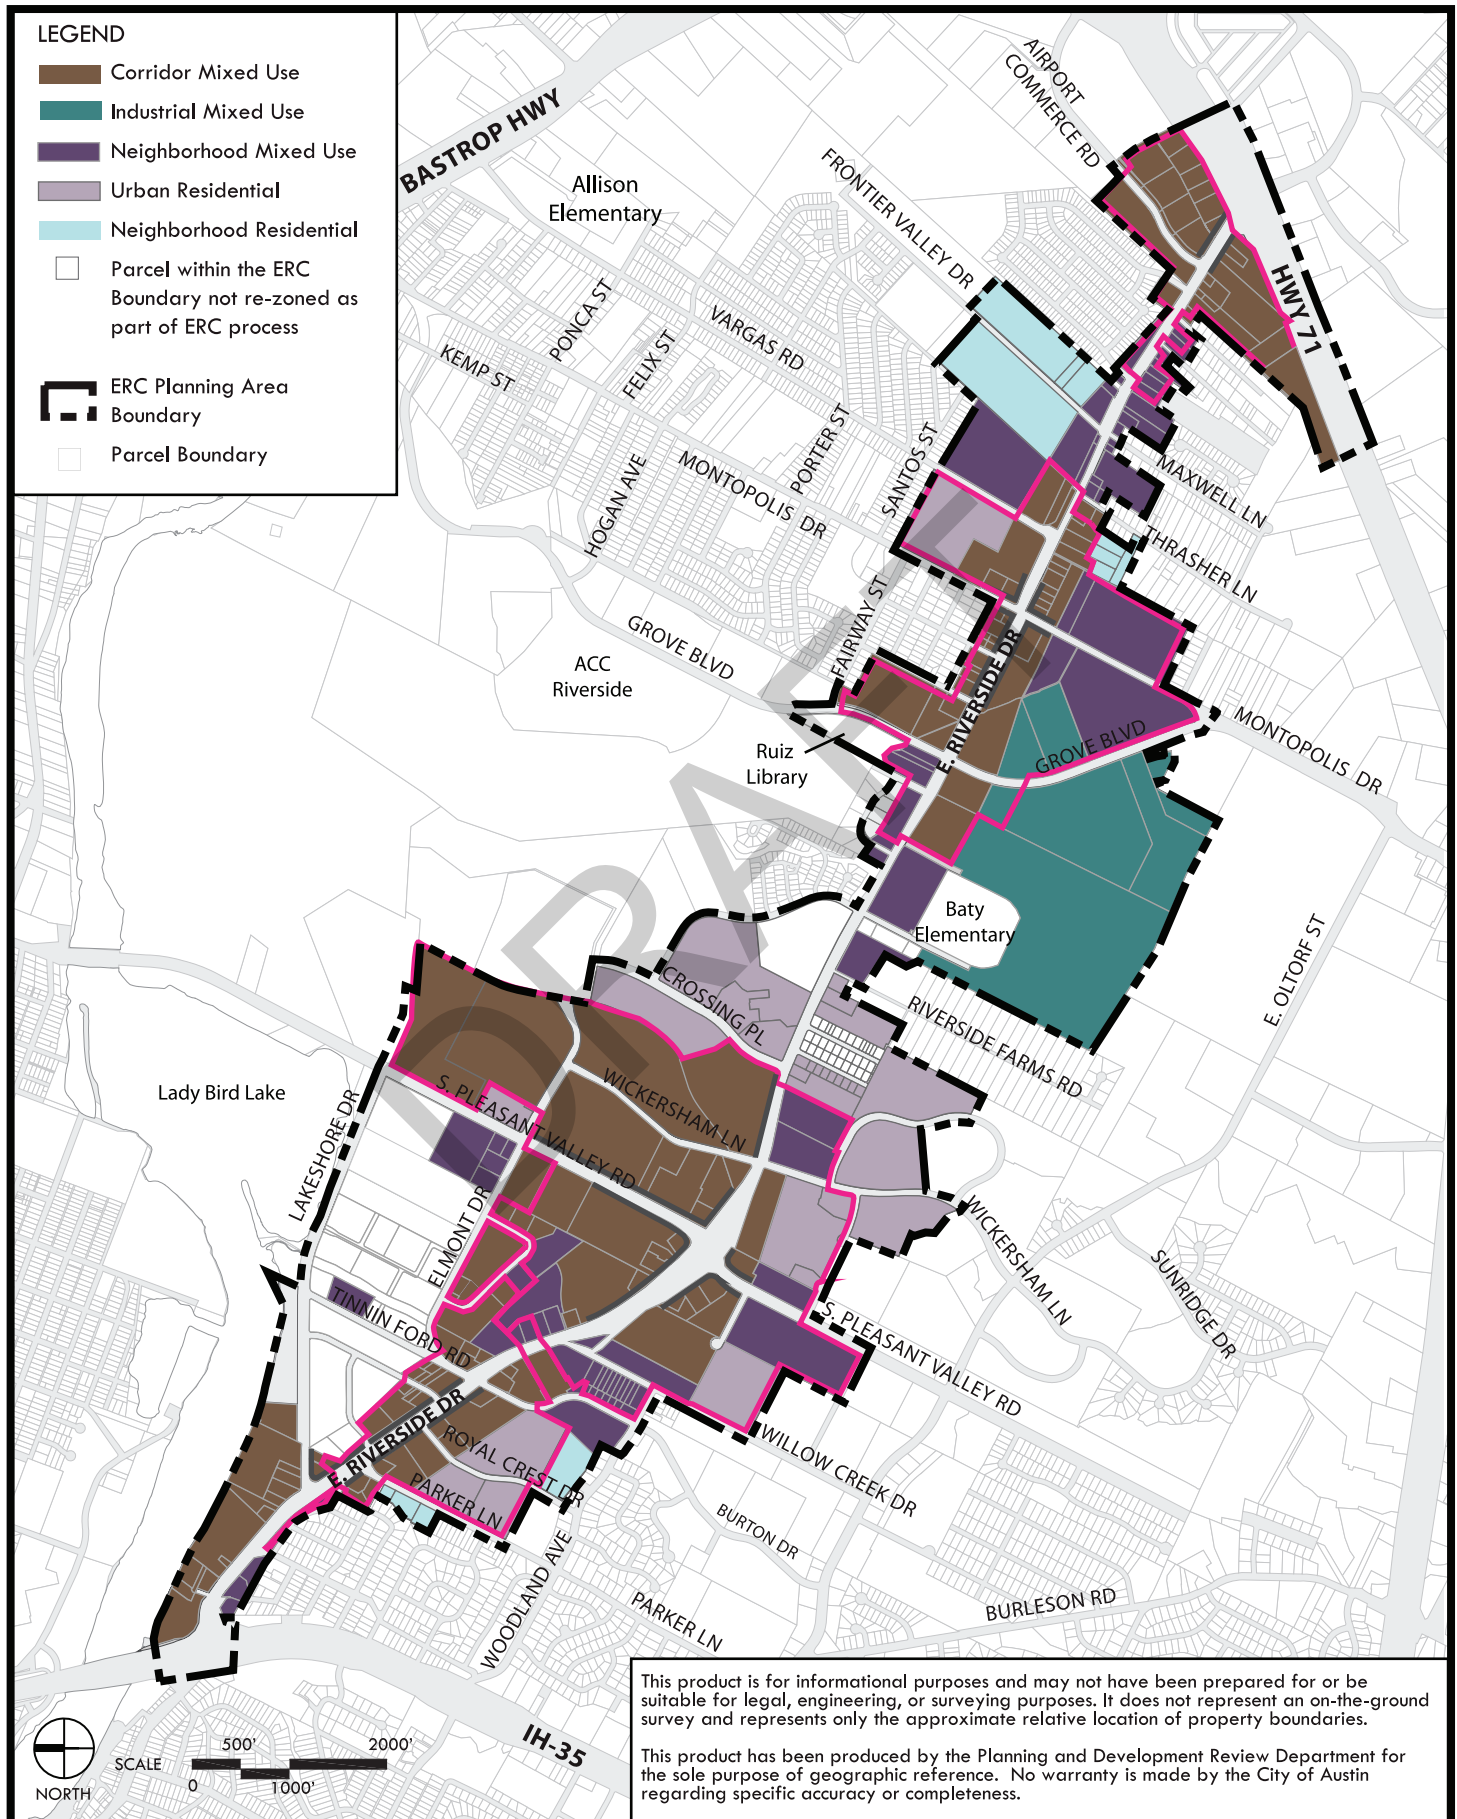 LEGEND
Corridor Mixed Use
Industrial Mixed Use
Neighborhood Mixed Use
Urban Residential
Neighborhood Residential
Parcel within the ERC
Boundary not re-zoned as
part of ERC process
ERC Planning Area
Boundary
Parcel Boundary
BASTROP HWY
AIRPORT
COMMERCE RD
Allison
Elementary
FRONTIER VALLEY DR
HWY 71
PONCA ST
VARGAS RD
FELIX ST
KEMP ST
PORTER ST
SANTOS ST
MONTOPOLIS DR
HOGAN AVE
MAXWELL LN
THRASHER LN
FAIRWAY ST
GROVE BLVD
ACC
Riverside
E. RIVERSIDE DR
Ruiz
Library
GROVE BLVD
MONTOPOLIS DR
Baty
Elementary
E. OLTORF ST
CROSSING PL
RIVERSIDE FARMS RD
DRAFT
Lady Bird Lake
LAKESHORE DR
S. PLEASANT VALLEY RD
WICKERSHAM LN
ELMONT DR
WICKERSHAM LN
SUNRIDGE DR
TINNIN FORD RD
S. PLEASANT VALLEY RD
E. RIVERSIDE DR
ROYAL CREST DR
PARKER LN
WILLOW CREEK DR
BURTON DR
WOODLAND AVE
PARKER LN
BURLESON RD
IH-35
NORTH
SCALE
500'
2000'
0
1000'
This product is for informational purposes and may not have been prepared for or be
suitable for legal, engineering, or surveying purposes. It does not represent an on-the-ground
survey and represents only the approximate relative location of property boundaries.
This product has been produced by the Planning and Development Review Department for
the sole purpose of geographic reference. No warranty is made by the City of Austin
regarding specific accuracy or completeness.